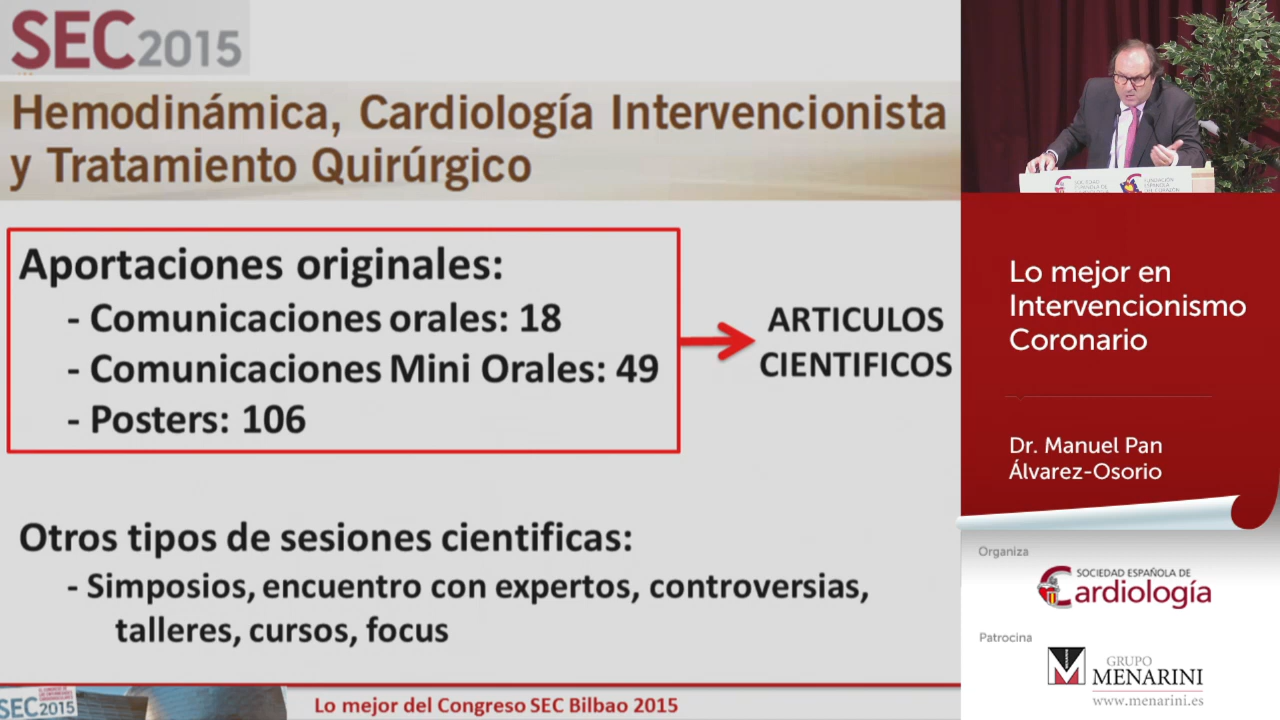 SEC2015
Hemodinámica, Cardiología Intervencionista
y Tratamiento Quirúrgico
Aportaciones originales:
- Comunicaciones orales: 18
- Comunicaciones Mini Orales: 49
- Posters: 106
ARTICULOS
CIENTIFICOS
Otros tipos de sesiones cientificas:
- Simposios, encuentro con expertos, controversias,
talleres, cursos, focus
SEC2015
Lo mejor del Congreso SEC Bilbao 2015
Lo mejor en
Intervencionismo
Coronario
Dr. Manuel Pan
Álvarez-Osorio
Organiza
SOCIEDAD ESPAÑOLA DE
Cardiología
Patrocina
GRUPO
MENARINI
www.menarini.es